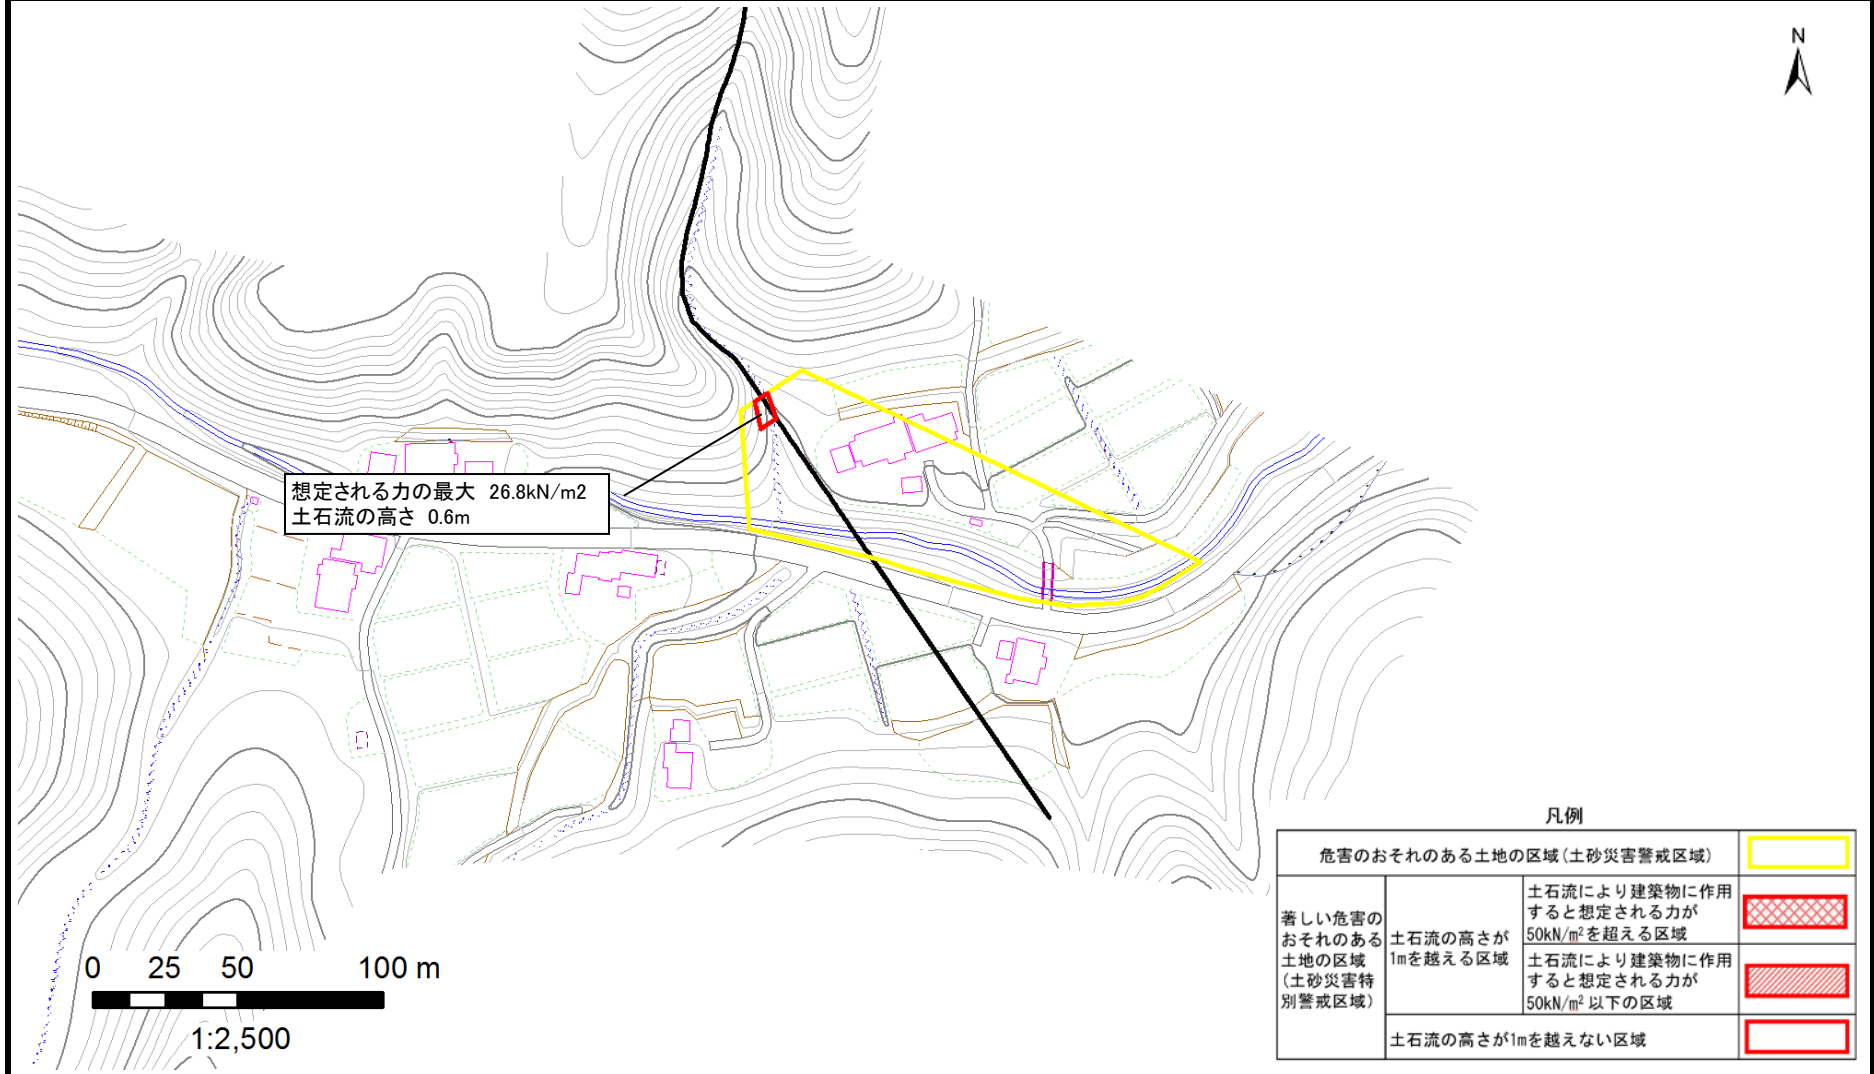 N
想定される力の最大 26.8kN/m2
土石流の高さ 0.6m
凡例
危害のおそれのある土地の区域(土砂災害警戒区域)
著しい危害の
おそれのある
土地の区域
(土砂災害特
別警戒区域)
土石流の高さが
1mを越える区域
土石流により建築物に作用
すると想定される力が
50kN/m²を超える区域
土石流により建築物に作用
すると想定される力が
50kN/m² 以下の区域
土石流の高さが1mを越えない区域
0 25 50 100 m
1:2,500